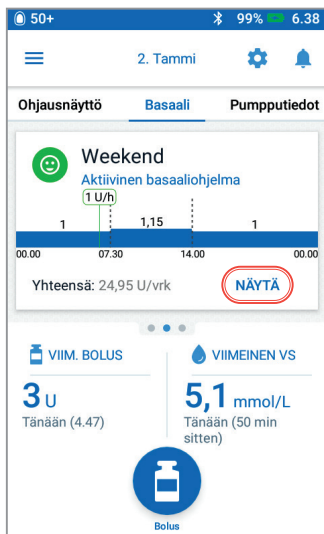 50+ 99% 6.38
2. Tammi
Ohjausnäyttö Basaali Pumpputiedot
Weekend
Aktiivinen basaaliohjelma
1 U/h
1 1,15 1
00.00 07.30 14.00 00.00
Yhteensä: 24,95 U/vrk NÄYTÄ
VIIM. BOLUS VIIMEINEN VS
3 U 5,1 mmol/L
Tänään (4.47) Tänään (50 min
sitten)
Bolus